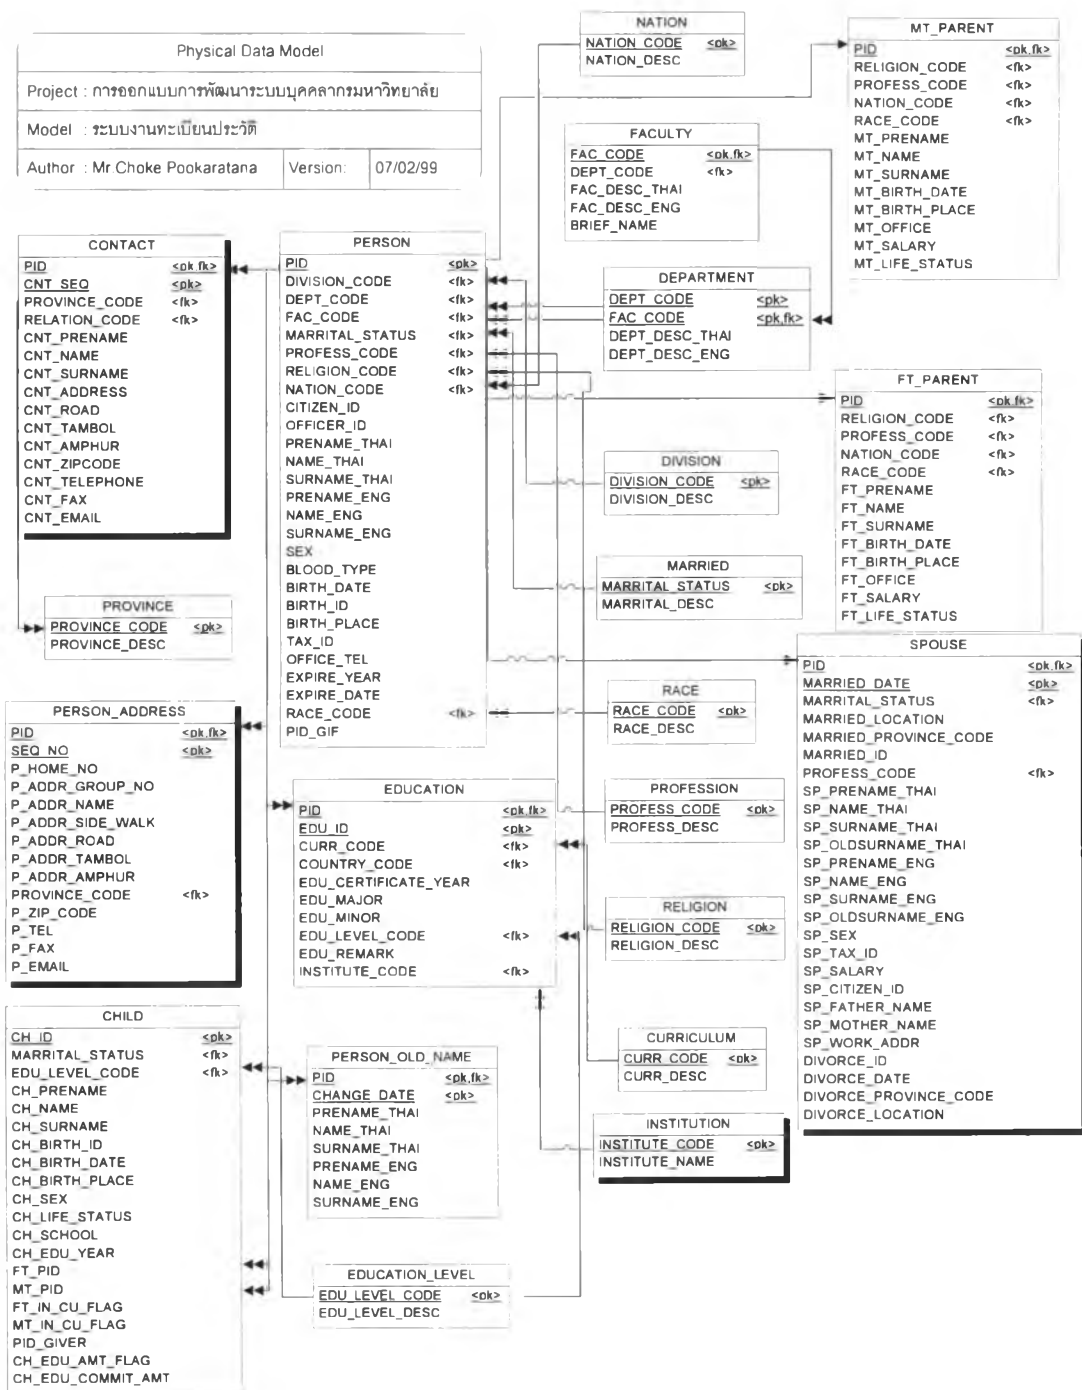 Physical Data Model
Project : การออกแบบการพัฒนาระบบบุคคลากรมหาวิทยาลัย
Model : ระบบงานทะเบียนประวัติ
Author : Mr.Choke Pookaratana Version: 07/02/99
NATION
NATION_CODE <pk>
NATION_DESC
MT_PARENT
PID <pk,fk>
RELIGION_CODE <fk>
PROFESS_CODE <fk>
NATION_CODE <fk>
RACE_CODE <fk>
MT_PRENAME
MT_NAME
MT_SURNAME
MT_BIRTH_DATE
MT_BIRTH_PLACE
MT_OFFICE
MT_SALARY
MT_LIFE_STATUS
FACULTY
FAC_CODE <pk,fk>
DEPT_CODE <fk>
FAC_DESC_THAI
FAC_DESC_ENG
BRIEF_NAME
CONTACT
PID <pk,fk>
CNT_SEQ <pk>
PROVINCE_CODE <fk>
RELATION_CODE <fk>
CNT_PRENAME
CNT_NAME
CNT_SURNAME
CNT_ADDRESS
CNT_ROAD
CNT_TAMBOL
CNT_AMPHUR
CNT_ZIPCODE
CNT_TELEPHONE
CNT_FAX
CNT_EMAIL
PERSON
PID <pk>
DIVISION_CODE <fk>
DEPT_CODE <fk>
FAC_CODE <fk>
MARRITAL_STATUS <fk>
PROFESS_CODE <fk>
RELIGION_CODE <fk>
NATION_CODE <fk>
CITIZEN_ID
OFFICER_ID
PRENAME_THAI
NAME_THAI
SURNAME_THAI
PRENAME_ENG
NAME_ENG
SURNAME_ENG
SEX
BLOOD_TYPE
BIRTH_DATE
BIRTH_ID
BIRTH_PLACE
TAX_ID
OFFICE_TEL
EXPIRE_YEAR
EXPIRE_DATE
RACE_CODE <fk>
PID_GIF
DEPARTMENT
DEPT_CODE <pk>
FAC_CODE <pk,fk>
DEPT_DESC_THAI
DEPT_DESC_ENG
FT_PARENT
PID <pk,fk>
RELIGION_CODE <fk>
PROFESS_CODE <fk>
NATION_CODE <fk>
RACE_CODE <fk>
FT_PRENAME
FT_NAME
FT_SURNAME
FT_BIRTH_DATE
FT_BIRTH_PLACE
FT_OFFICE
FT_SALARY
FT_LIFE_STATUS
DIVISION
DIVISION_CODE <pk>
DIVISION_DESC
MARRIED
MARRITAL_STATUS <pk>
MARRITAL_DESC
PROVINCE
PROVINCE_CODE <pk>
PROVINCE_DESC
SPOUSE
PID <pk,fk>
MARRIED_DATE <pk>
MARRITAL_STATUS <fk>
MARRIED_LOCATION
MARRIED_PROVINCE_CODE
MARRIED_ID
PROFESS_CODE <fk>
SP_PRENAME_THAI
SP_NAME_THAI
SP_SURNAME_THAI
SP_OLDSURNAME_THAI
SP_PRENAME_ENG
SP_NAME_ENG
SP_SURNAME_ENG
SP_OLDSURNAME_ENG
SP_SEX
SP_TAX_ID
SP_SALARY
SP_CITIZEN_ID
SP_FATHER_NAME
SP_MOTHER_NAME
SP_WORK_ADDR
DIVORCE_ID
DIVORCE_DATE
DIVORCE_PROVINCE_CODE
DIVORCE_LOCATION
RACE
RACE_CODE <pk>
RACE_DESC
PERSON_ADDRESS
PID <pk,fk>
SEQ_NO <pk>
P_HOME_NO
P_ADDR_GROUP_NO
P_ADDR_NAME
P_ADDR_SIDE_WALK
P_ADDR_ROAD
P_ADDR_TAMBOL
P_ADDR_AMPHUR
PROVINCE_CODE <fk>
P_ZIP_CODE
P_TEL
P_FAX
P_EMAIL
EDUCATION
PID <pk,fk>
EDU_ID <pk>
CURR_CODE <fk>
COUNTRY_CODE <fk>
EDU_CERTIFICATE_YEAR
EDU_MAJOR
EDU_MINOR
EDU_LEVEL_CODE <fk>
EDU_REMARK
INSTITUTE_CODE <fk>
PROFESSION
PROFESS_CODE <pk>
PROFESS_DESC
RELIGION
RELIGION_CODE <pk>
RELIGION_DESC
CHILD
CH_ID <pk>
MARRITAL_STATUS <fk>
EDU_LEVEL_CODE <fk>
CH_PRENAME
CH_NAME
CH_SURNAME
CH_BIRTH_ID
CH_BIRTH_DATE
CH_BIRTH_PLACE
CH_SEX
CH_LIFE_STATUS
CH_SCHOOL
CH_EDU_YEAR
FT_PID
MT_PID
FT_IN_CU_FLAG
MT_IN_CU_FLAG
PID_GIVER
CH_EDU_AMT_FLAG
CH_EDU_COMMIT_AMT
PERSON_OLD_NAME
PID <pk,fk>
CHANGE_DATE <pk>
PRENAME_THAI
NAME_THAI
SURNAME_THAI
PRENAME_ENG
NAME_ENG
SURNAME_ENG
CURRICULUM
CURR_CODE <pk>
CURR_DESC
INSTITUTION
INSTITUTE_CODE <pk>
INSTITUTE_NAME
EDUCATION_LEVEL
EDU_LEVEL_CODE <pk>
EDU_LEVEL_DESC